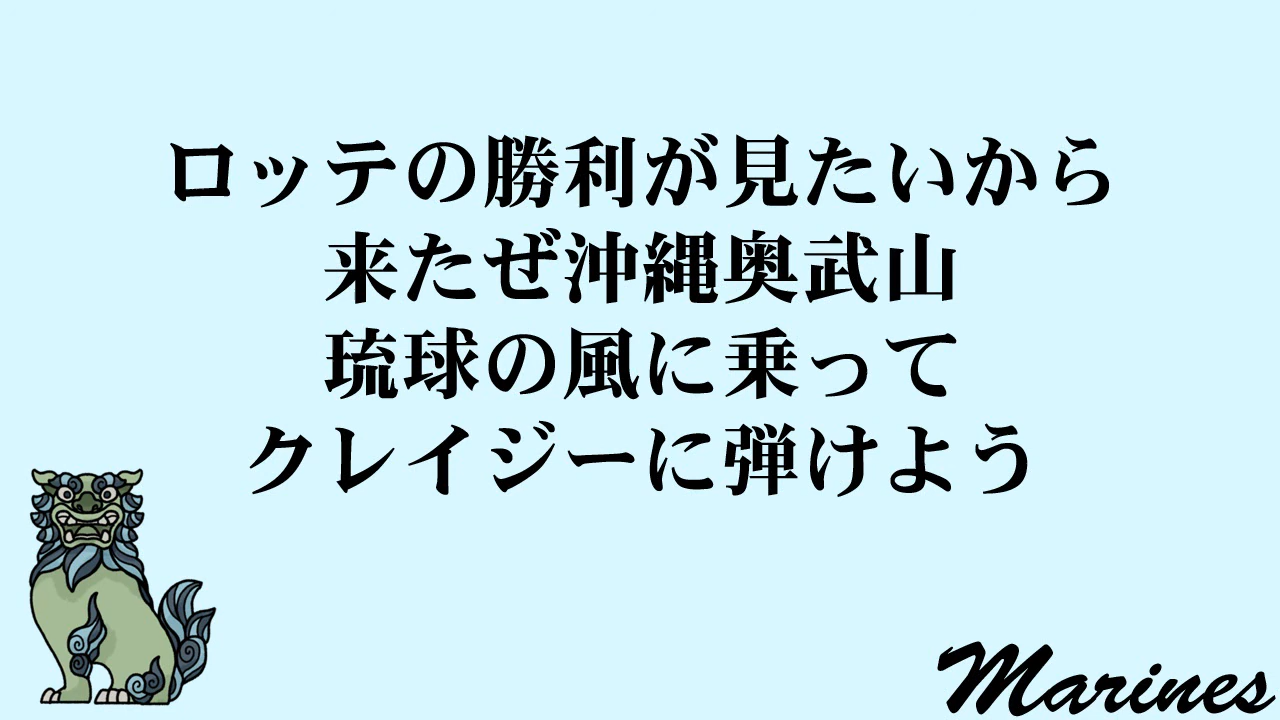 ロッテの勝利が見たいから
来たぜ沖縄奥武山
琉球の風に乗って
クレイジーに弾けよう
Marines